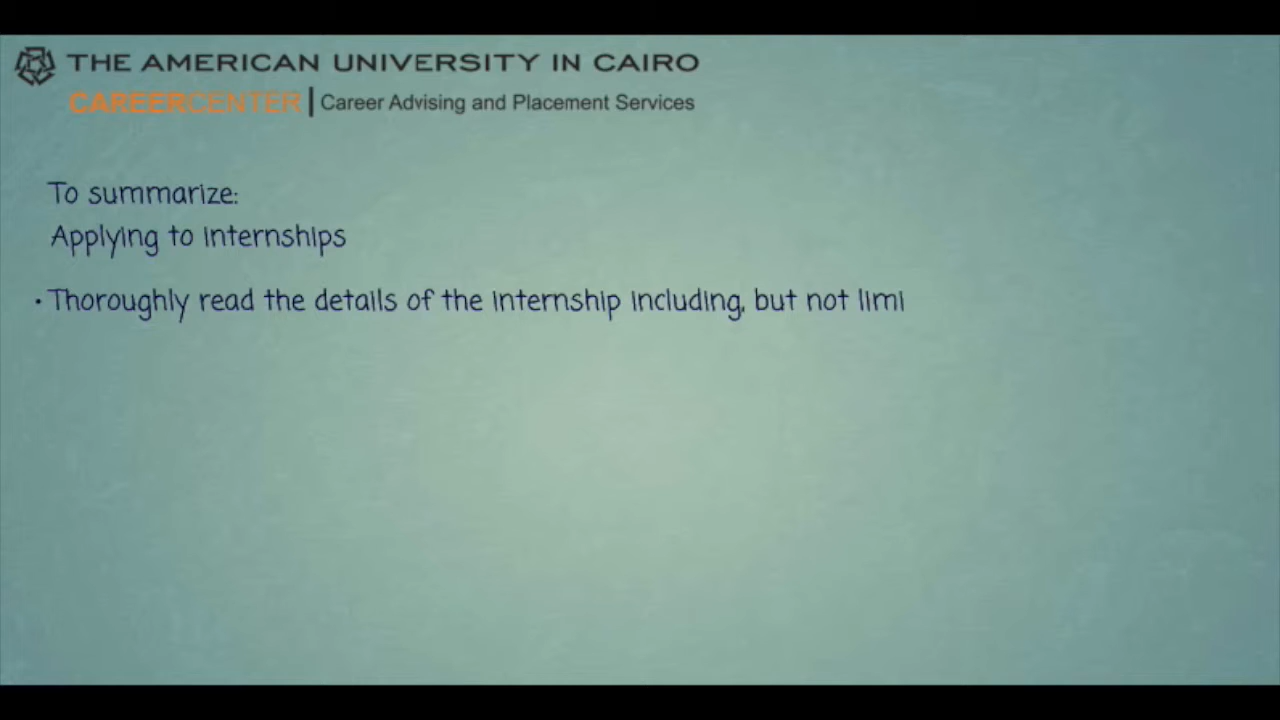 THE AMERICAN UNIVERSITY IN CAIRO
CAREERCENTER | Career Advising and Placement Services
To summarize:
Applying to internships
• Thoroughly read the details of the internship including, but not limi